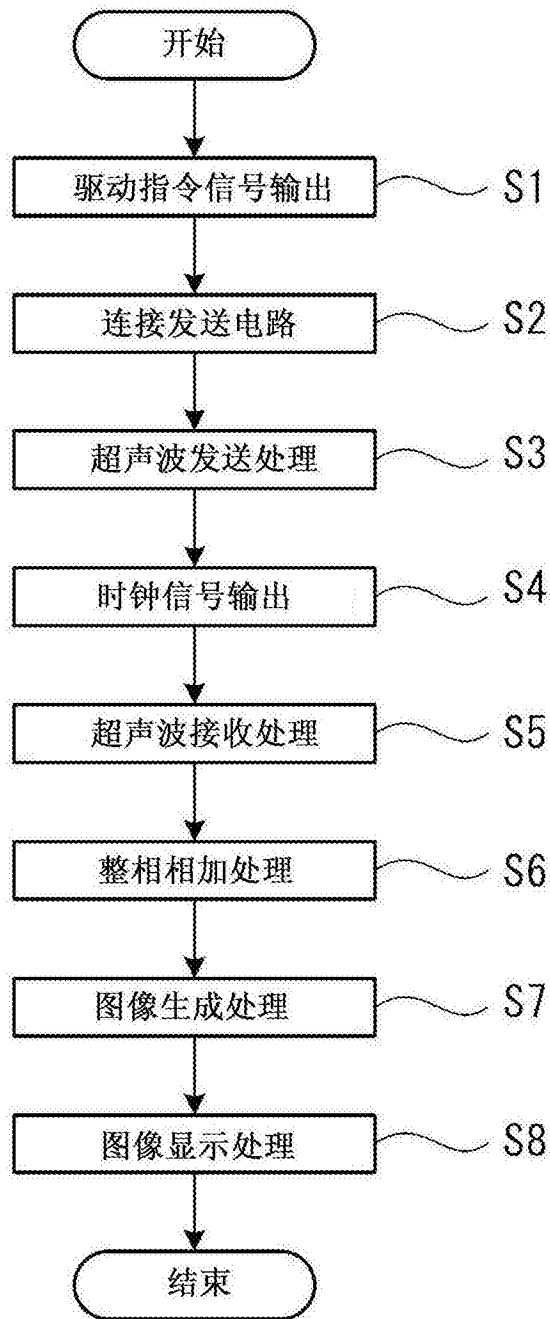 开始
驱动指令信号输出 S1
连接发送电路 S2
超声波发送处理 S3
时钟信号输出 S4
超声波接收处理 S5
整相相加处理 S6
图像生成处理 S7
图像显示处理 S8
结束